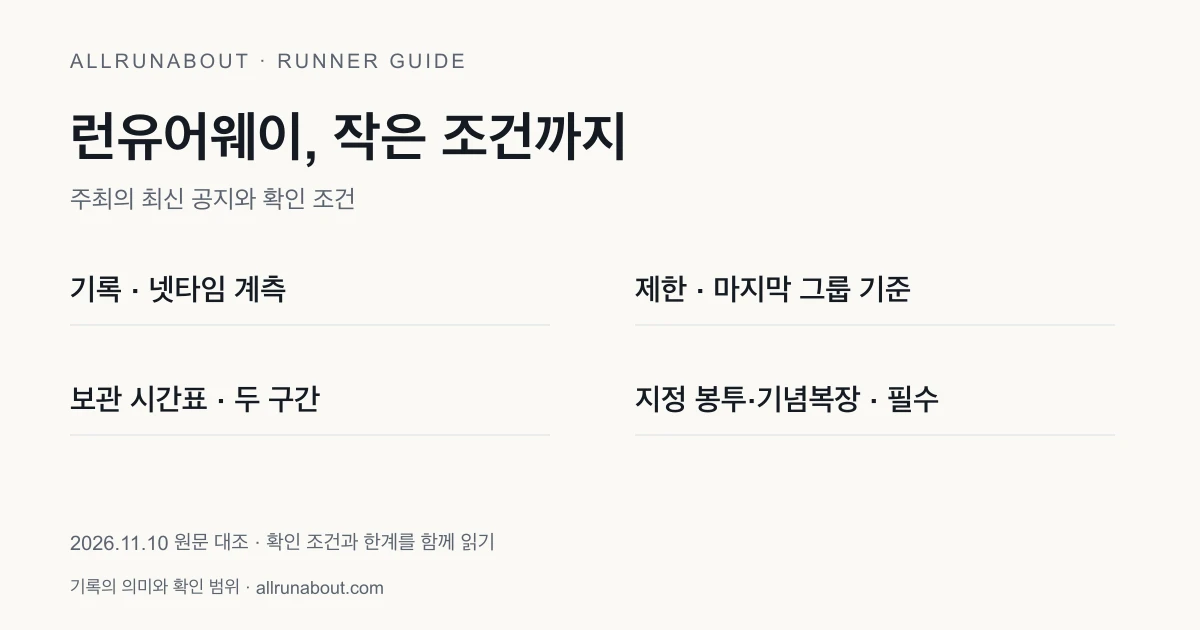 ALLRUNABOUT · RUNNER GUIDE
런유어웨이, 작은 조건까지
주최의 최신 공지와 확인 조건
기록 · 넷타임 계측
제한 · 마지막 그룹 기준
보관 시간표 · 두 구간
지정 봉투·기념복장 · 필수
2026.11.10 원문 대조 · 확인 조건과 한계를 함께 읽기
기록의 의미와 확인 범위 · allrunabout.com